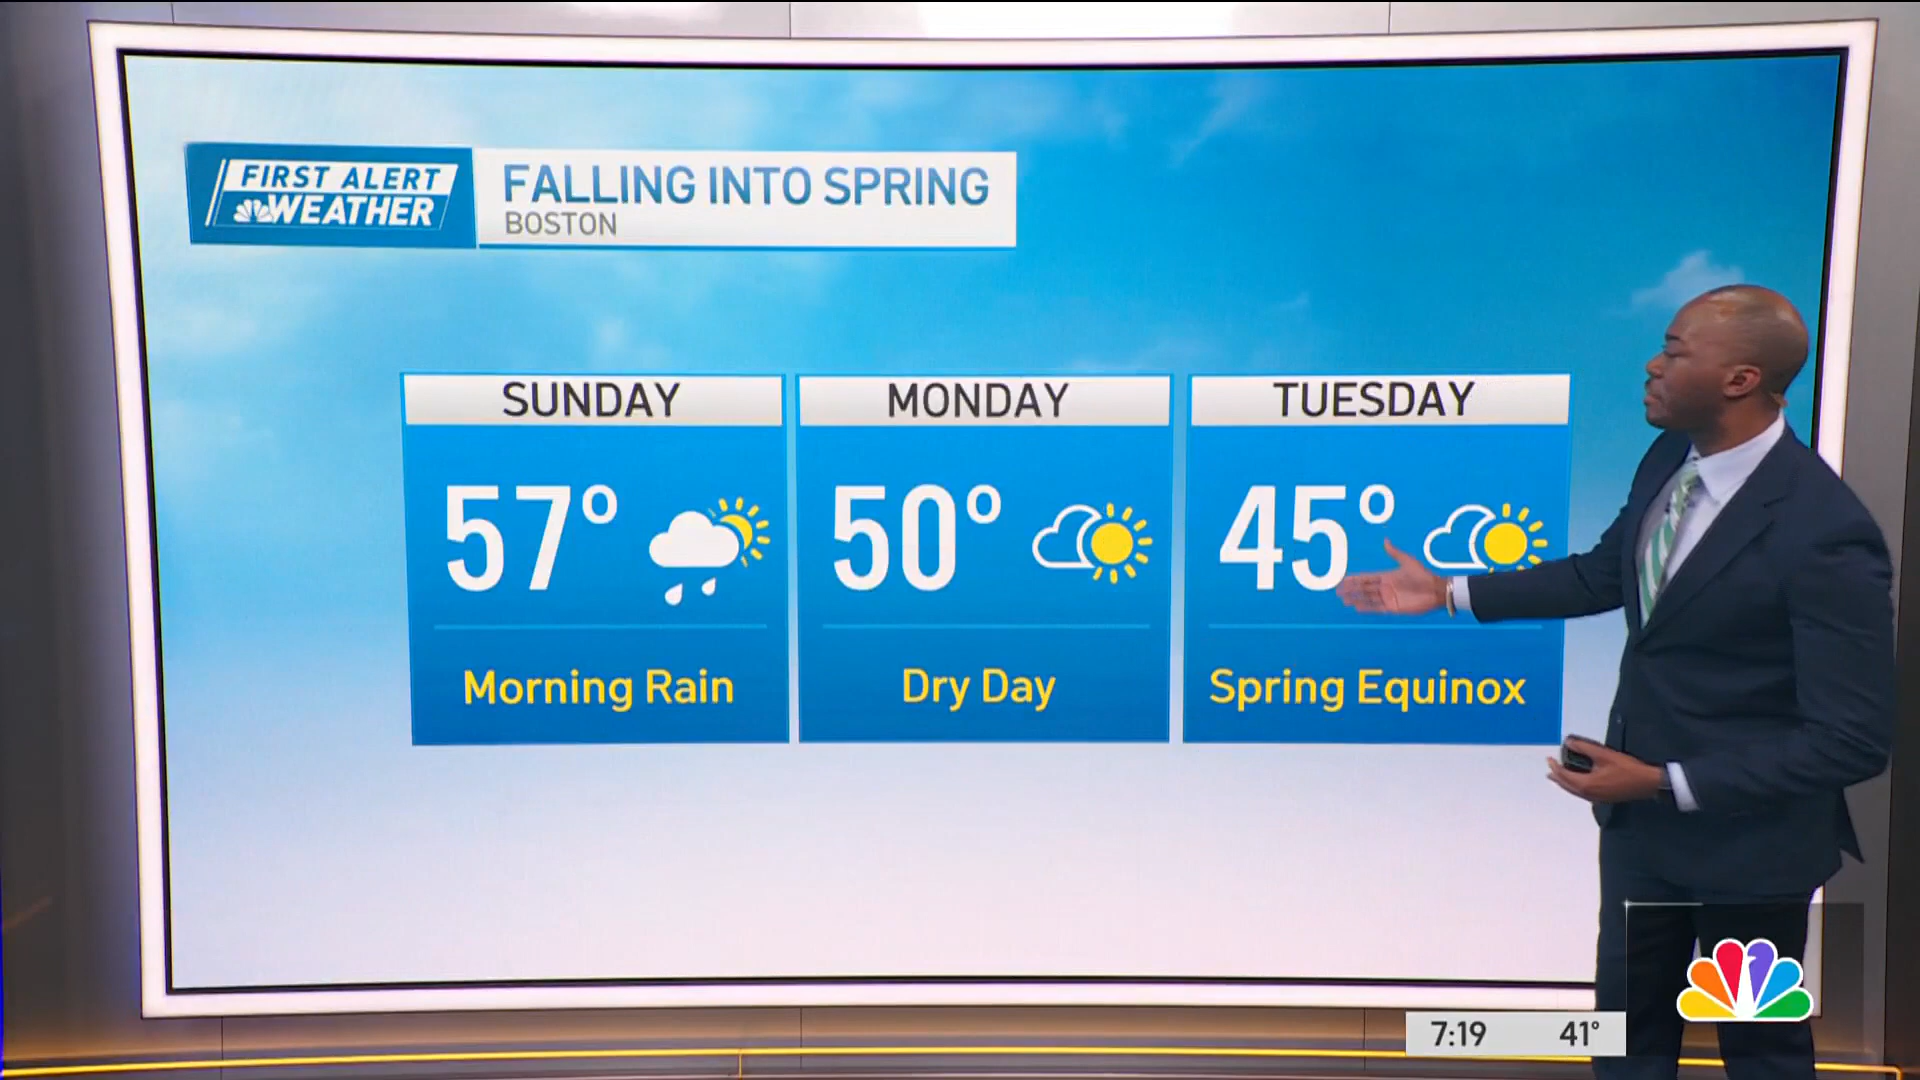 FIRST ALERT
WEATHER
FALLING INTO SPRING
BOSTON
SUNDAY
57°
Morning Rain
MONDAY
50°
Dry Day
TUESDAY
45°
Spring Equinox
7:19 41°